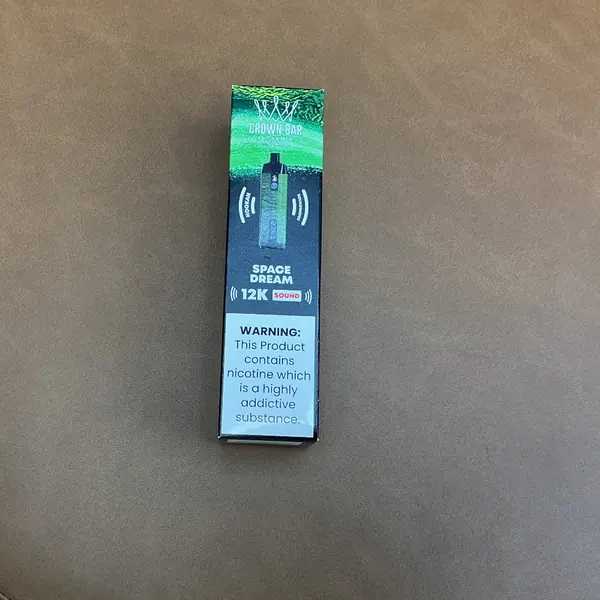 CROWN BAR
HOOKAH
SPACE
DREAM
12K SOUND
WARNING:
This Product
contains
nicotine which
is a highly
addictive
substance.